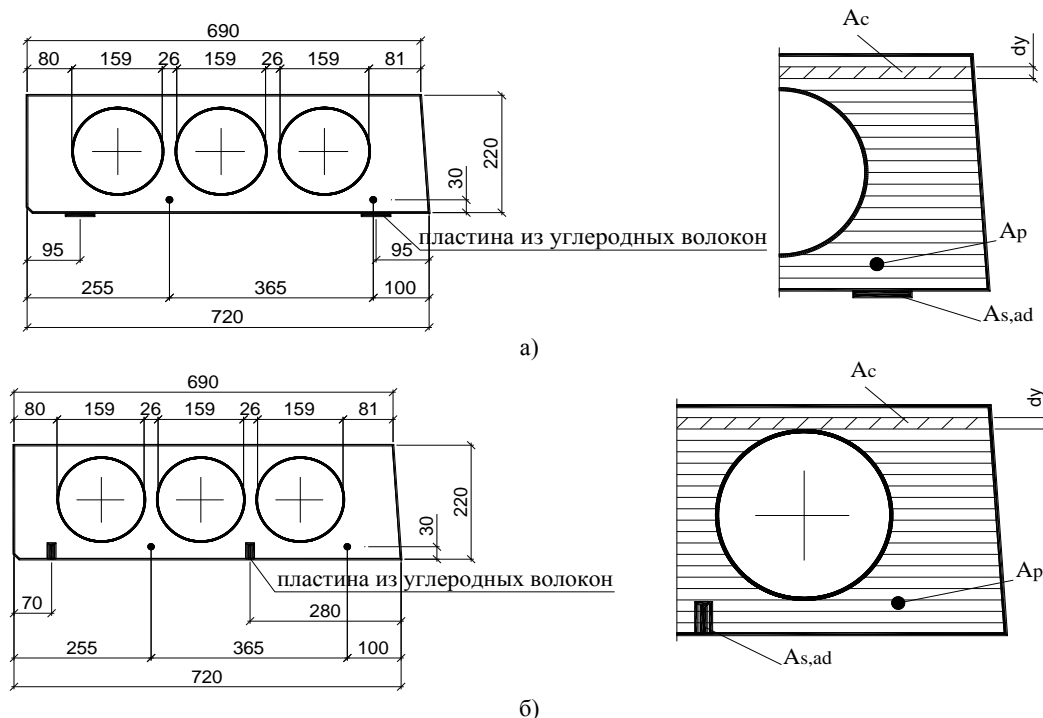 690
80 159 26 159 26 159 81
220
30
пластина из углеродных волокон
95 95
255 365 100
720
Ac
dy
Ap
As,ad
а)
690
80 159 26 159 26 159 81
220
30
пластина из углеродных волокон
70 280
255 365 100
720
Ac
dy
Ap
As,ad
б)